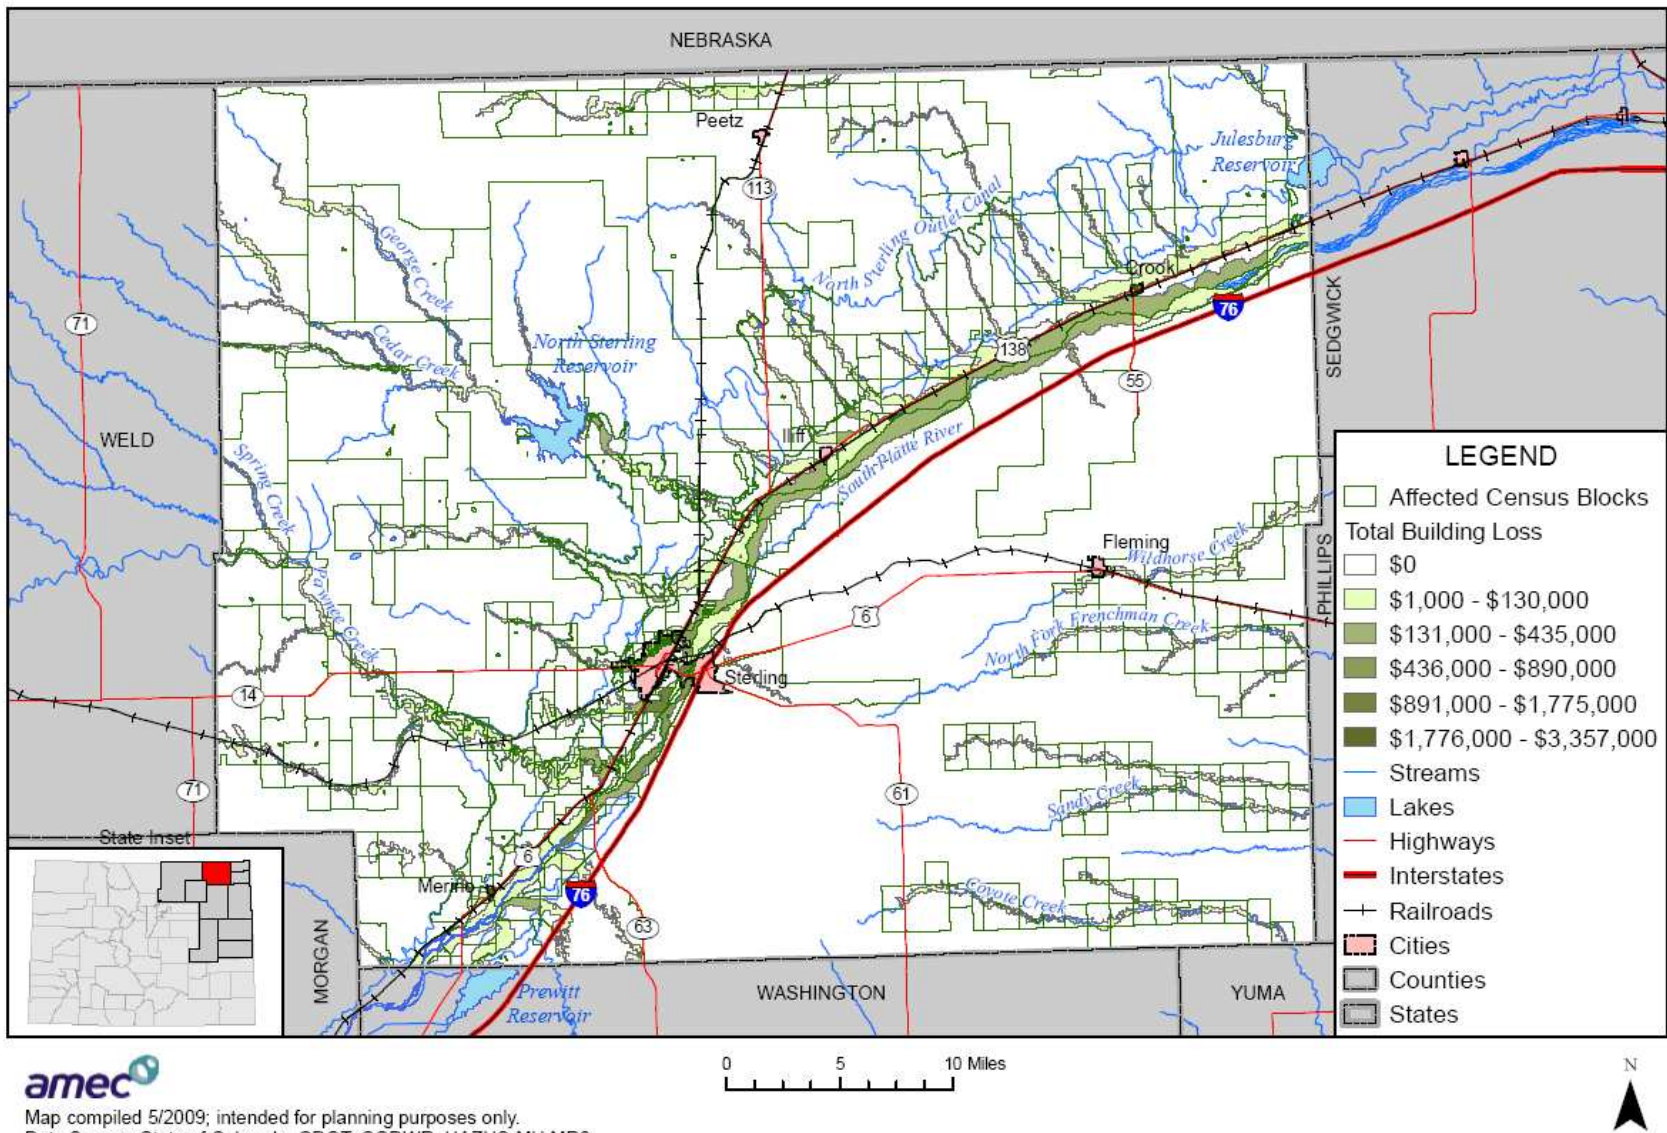 NEBRASKA
Peetz
113
Julesburg
Reservoir
George Creek
North Sterling Outlet Canal
Crook
76
71
Cedar Creek
North Sterling
Reservoir
138
55
SEDGWICK
WELD
Iliff
South Platte River
Spring Creek
Fleming
Wildhorse Creek
PHILLIPS
Pawnee Creek
6
North Fork Frenchman Creek
14
Sterling
71
61
Sandy Creek
State Inset
6
Merino
76
Coyote Creek
63
MORGAN
Prewitt
Reservoir
WASHINGTON
YUMA
LEGEND
Affected Census Blocks
Total Building Loss
$0
$1,000 - $130,000
$131,000 - $435,000
$436,000 - $890,000
$891,000 - $1,775,000
$1,776,000 - $3,357,000
Streams
Lakes
Highways
Interstates
Railroads
Cities
Counties
States
amec
0 5 10 Miles
N
Map compiled 5/2009; intended for planning purposes only.